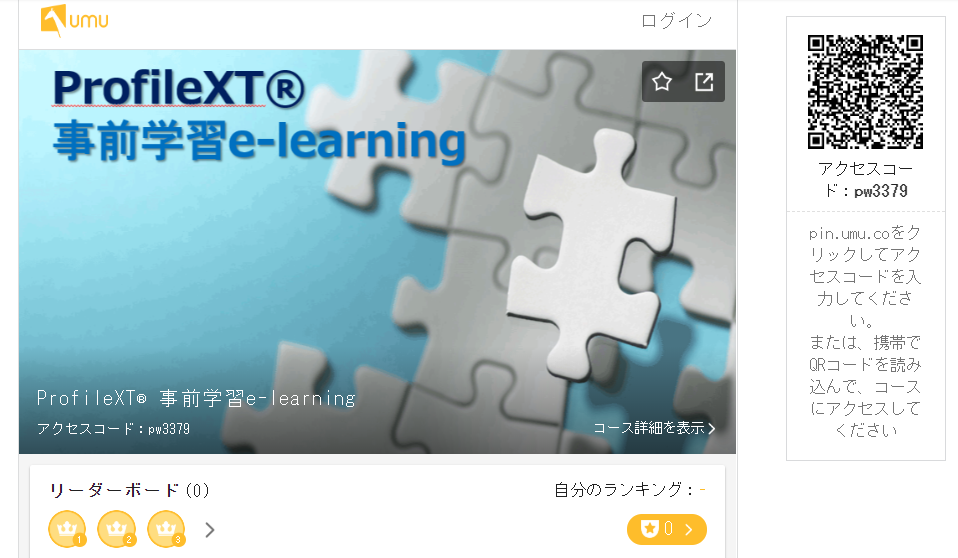 umu
ログイン
ProfileXT®
事前学習e-learning
ProfileXT® 事前学習e-learning
アクセスコード：pw3379
コース詳細を表示
リーダーボード(0)
自分のランキング：-
1
2
3
0
アクセスコー
ド：pw3379
pin.umu.coをク
リックしてアク
セスコードを入
力してくださ
い。
または、携帯で
QRコードを読み
込んで、コース
にアクセスして
ください